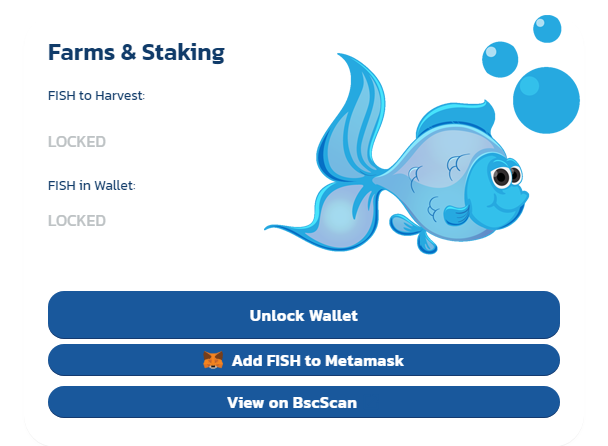 Farms & Staking
FISH to Harvest:
LOCKED
FISH in Wallet:
LOCKED
Unlock Wallet
Add FISH to Metamask
View on BscScan